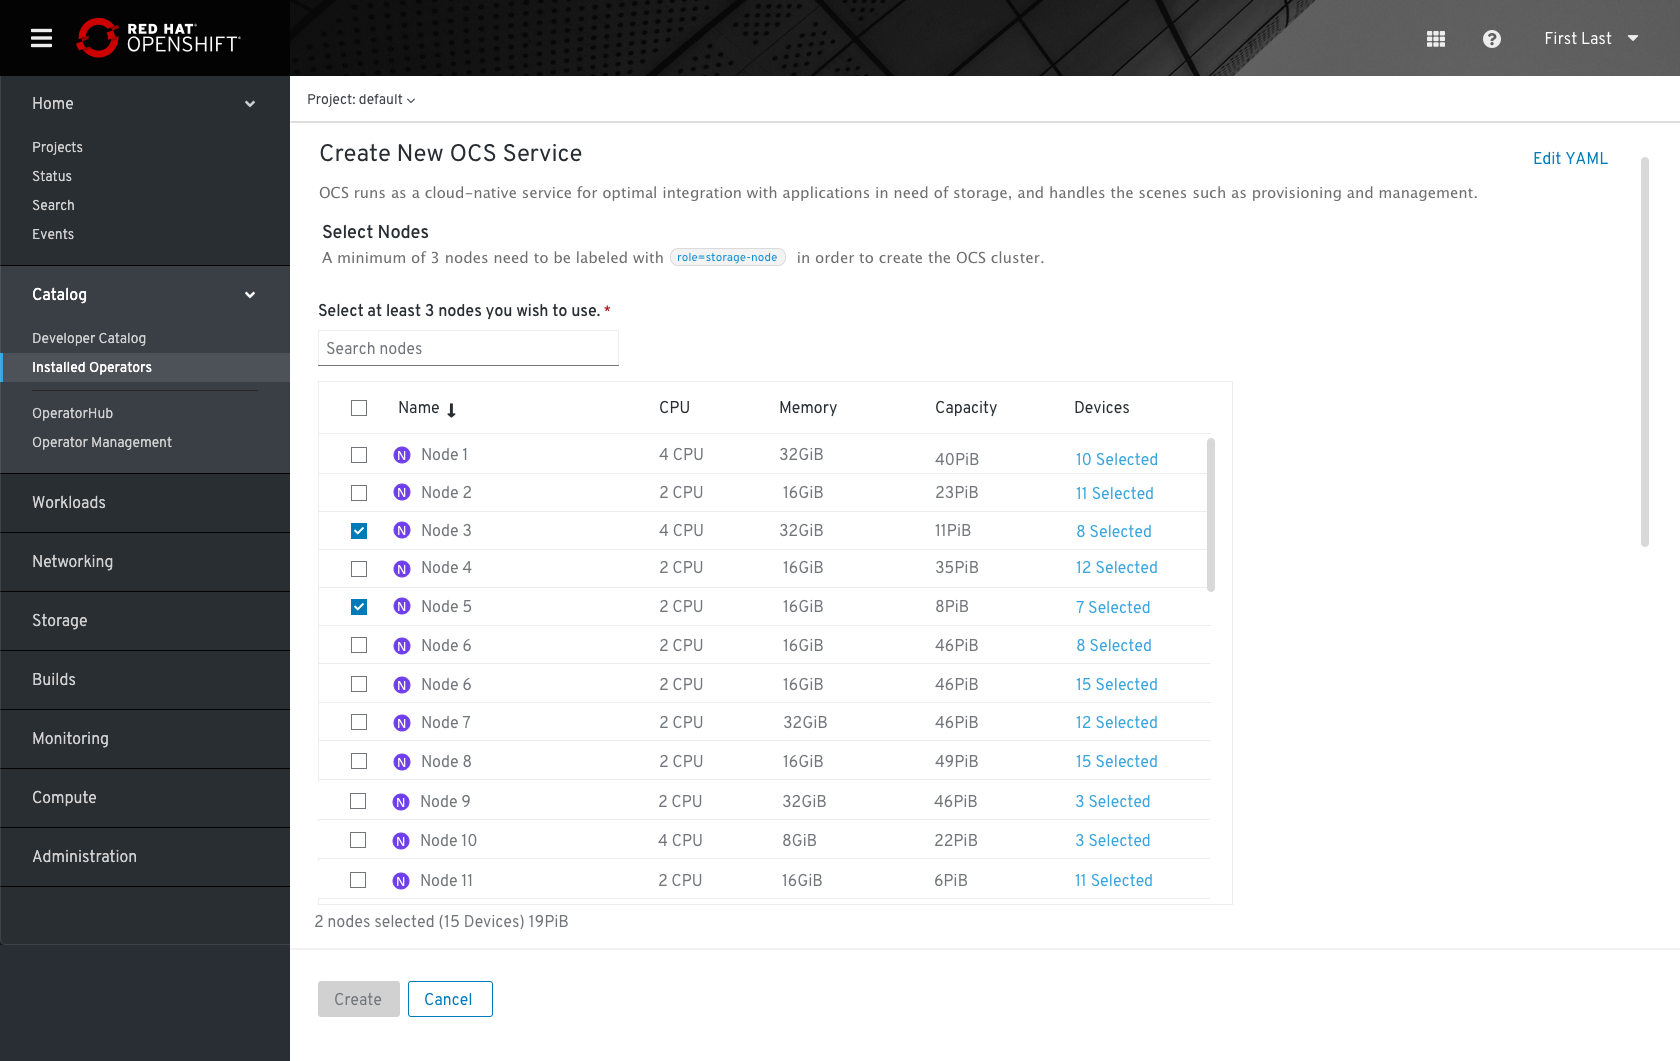 RED HAT
OPENSHIFT
First Last
Home
Projects
Status
Search
Events
Catalog
Developer Catalog
Installed Operators
OperatorHub
Operator Management
Workloads
Networking
Storage
Builds
Monitoring
Compute
Administration
Project: default
Create New OCS Service
Edit YAML
OCS runs as a cloud-native service for optimal integration with applications in need of storage, and handles the scenes such as provisioning and management.
Select Nodes
A minimum of 3 nodes need to be labeled with role=storage-node in order to create the OCS cluster.
Select at least 3 nodes you wish to use. *
Search nodes
Name CPU Memory Capacity Devices
N Node 1 4 CPU 32GiB 40PiB 10 Selected
N Node 2 2 CPU 16GiB 23PiB 11 Selected
N Node 3 4 CPU 32GiB 11PiB 8 Selected
N Node 4 2 CPU 16GiB 35PiB 12 Selected
N Node 5 2 CPU 16GiB 8PiB 7 Selected
N Node 6 2 CPU 16GiB 46PiB 8 Selected
N Node 6 2 CPU 16GiB 46PiB 15 Selected
N Node 7 2 CPU 32GiB 46PiB 12 Selected
N Node 8 2 CPU 16GiB 49PiB 15 Selected
N Node 9 2 CPU 32GiB 46PiB 3 Selected
N Node 10 4 CPU 8GiB 22PiB 3 Selected
N Node 11 2 CPU 16GiB 6PiB 11 Selected
2 nodes selected (15 Devices) 19PiB
Create Cancel